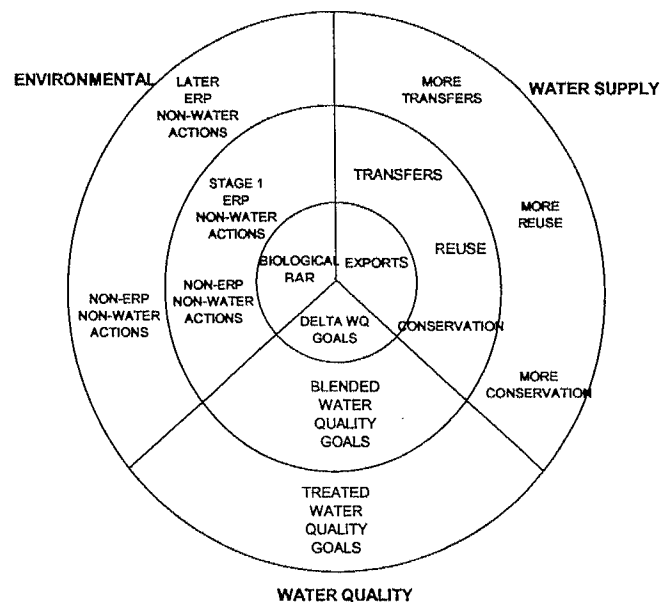 ENVIRONMENTAL
LATER
ERP
NON-WATER
ACTIONS
MORE
TRANSFERS
WATER SUPPLY
STAGE 1
ERP
NON-WATER
ACTIONS
TRANSFERS
MORE
REUSE
REUSE
BIOLOGICAL
BAR
EXPORTS
NON-ERP
NON-WATER
ACTIONS
NON-ERP
NON-WATER
ACTIONS
DELTA WQ
GOALS
CONSERVATION
MORE
CONSERVATION
BLENDED
WATER
QUALITY
GOALS
TREATED
WATER
QUALITY
GOALS
WATER QUALITY